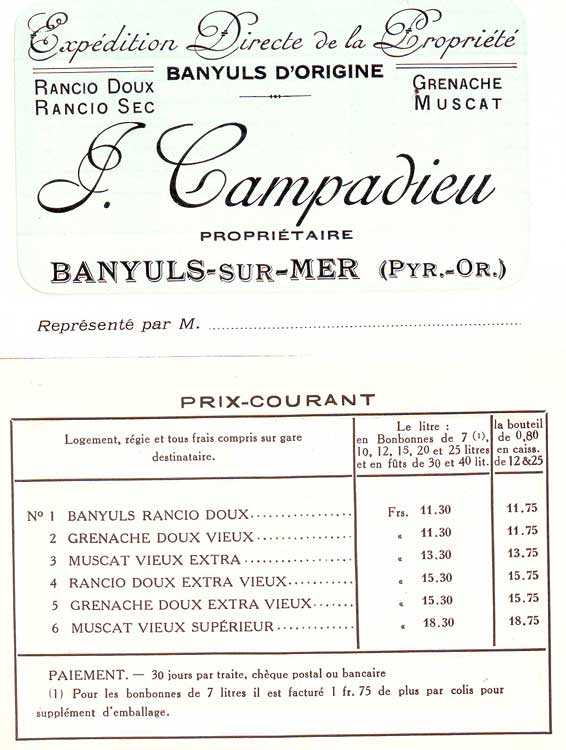 Expédition Directe de la Propriété
BANYULS D'ORIGINE
RANCIO DOUX
RANCIO SEC
GRENACHE
MUSCAT
J. Campadieu
PROPRIÉTAIRE
BANYULS-SUR-MER (PYR.-OR.)
Représenté par M. ..............................
PRIX-COURANT
Logement, régie et tous frais compris sur gare
destinataire.
Le litre :
en Bonbonnes de 7 (1),
10, 12, 15, 20 et 25 litres
et en fûts de 30 et 40 lit.
la bouteil
de 0,80
en caiss.
de 12&25
Nº 1 BANYULS RANCIO DOUX................ Frs. 11.30 11.75
2 GRENACHE DOUX VIEUX............... « 11.30 11.75
3 MUSCAT VIEUX EXTRA................. « 13.30 13.75
4 RANCIO DOUX EXTRA VIEUX.......... « 15.30 15.75
5 GRENACHE DOUX EXTRA VIEUX....... « 15.30 15.75
6 MUSCAT VIEUX SUPÉRIEUR............ « 18.30 18.75
PAIEMENT. — 30 jours par traite, chèque postal ou bancaire
(1) Pour les bonbonnes de 7 litres il est facturé 1 fr. 75 de plus par colis pour
supplément d'emballage.